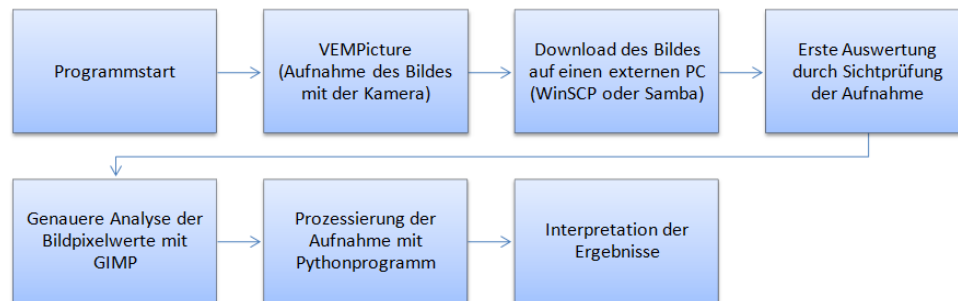 Programmstart
VEMPicture
(Aufnahme des Bildes
mit der Kamera)
Download des Bildes
auf einen externen PC
(WinSCP oder Samba)
Erste Auswertung
durch Sichtprüfung
der Aufnahme
Genauere Analyse der
Bildpixelwerte mit
GIMP
Prozessierung der
Aufnahme mit
Pythonprogramm
Interpretation der
Ergebnisse